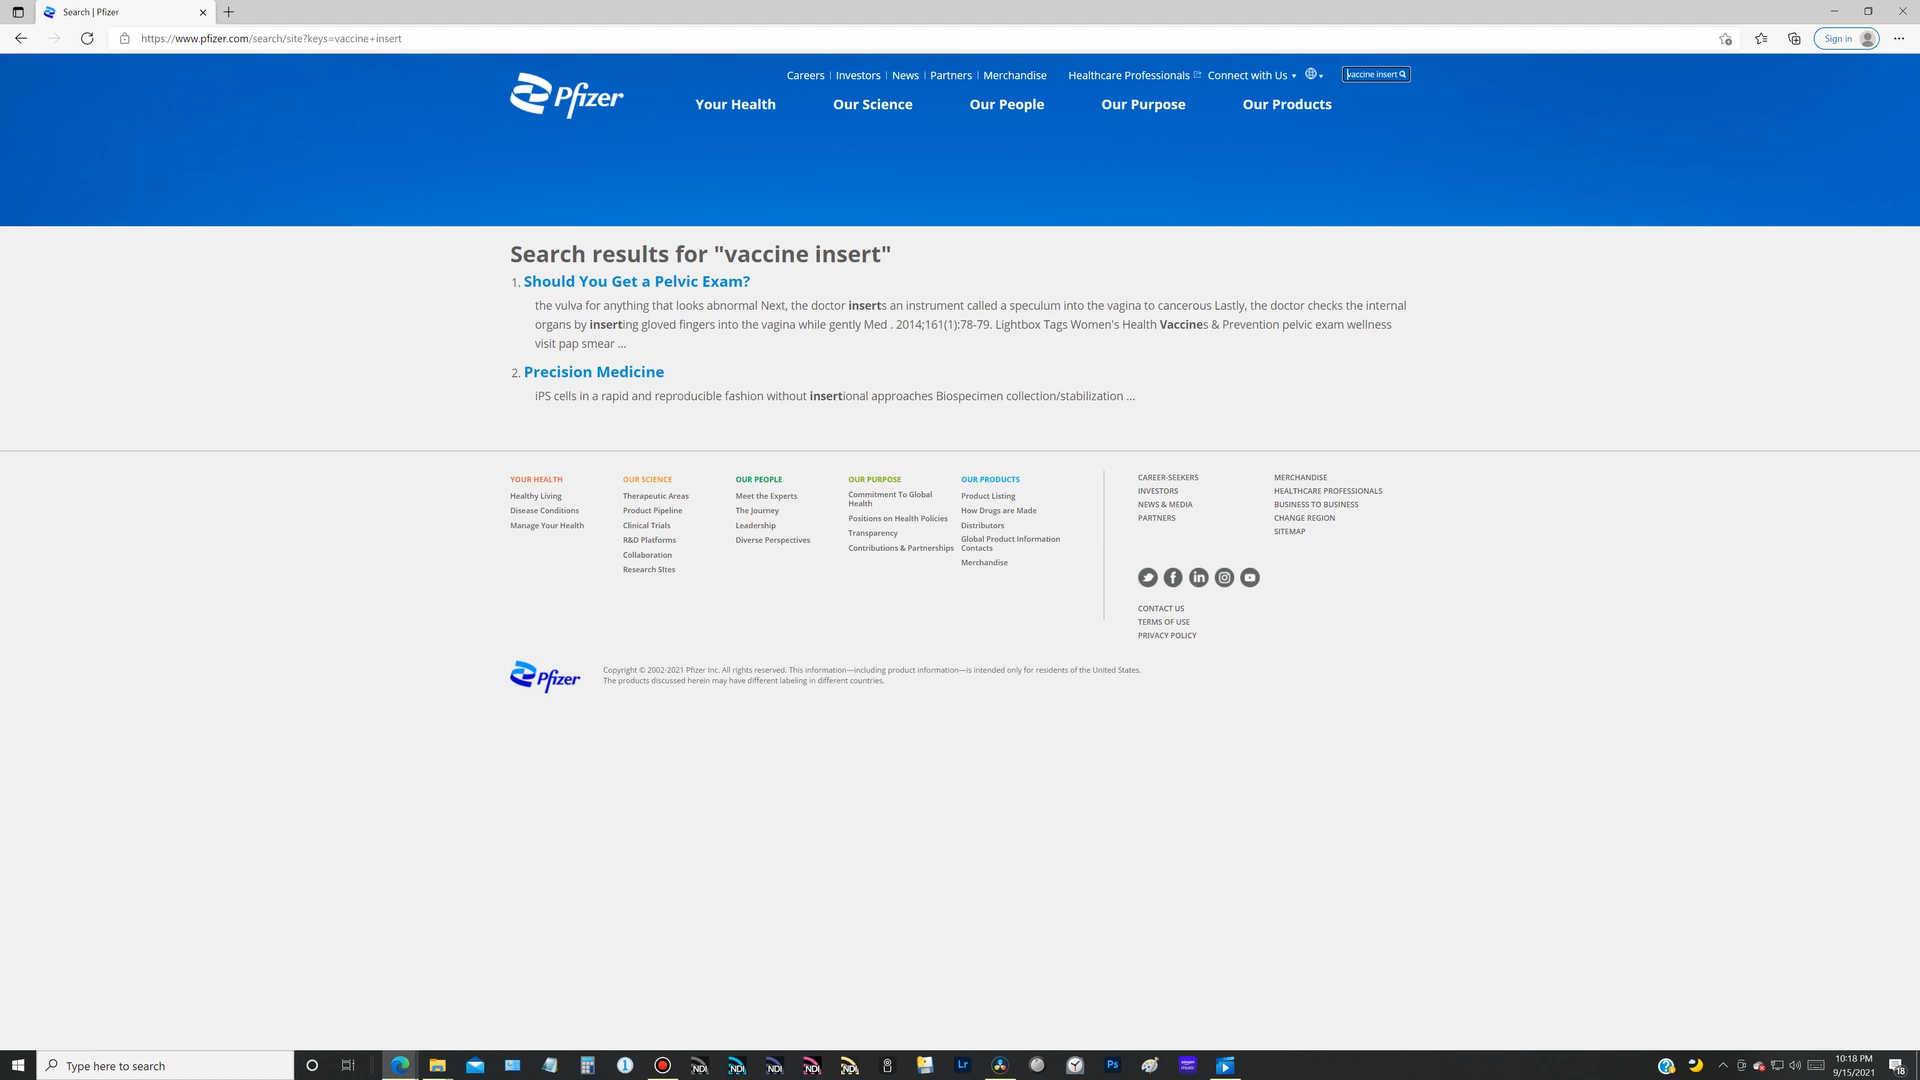 Search | Pfizer
https://www.pfizer.com/search/site?keys=vaccine+insert
Sign in
Careers | Investors | News | Partners | Merchandise Healthcare Professionals Connect with Us vaccine insert
Pfizer
Your Health Our Science Our People Our Purpose Our Products
Search results for "vaccine insert"
1. Should You Get a Pelvic Exam?
the vulva for anything that looks abnormal Next, the doctor inserts an instrument called a speculum into the vagina to cancerous Lastly, the doctor checks the internal
organs by inserting gloved fingers into the vagina while gently Med . 2014;161(1):78-79. Lightbox Tags Women's Health Vaccines & Prevention pelvic exam wellness
visit pap smear ...
2. Precision Medicine
iPS cells in a rapid and reproducible fashion without insertional approaches Biospecimen collection/stabilization ...
YOUR HEALTH
Healthy Living
Disease Conditions
Manage Your Health
OUR SCIENCE
Therapeutic Areas
Product Pipeline
Clinical Trials
R&D Platforms
Collaboration
Research SItes
OUR PEOPLE
Meet the Experts
The Journey
Leadership
Diverse Perspectives
OUR PURPOSE
Commitment To Global
Health
Positions on Health Policies
Transparency
Contributions & Partnerships
OUR PRODUCTS
Product Listing
How Drugs are Made
Distributors
Global Product Information
Contacts
Merchandise
CAREER-SEEKERS
INVESTORS
NEWS & MEDIA
PARTNERS
MERCHANDISE
HEALTHCARE PROFESSIONALS
BUSINESS TO BUSINESS
CHANGE REGION
SITEMAP
CONTACT US
TERMS OF USE
PRIVACY POLICY
Pfizer
Copyright © 2002-2021 Pfizer Inc. All rights reserved. This information—including product information—is intended only for residents of the United States.
The products discussed herein may have different labeling in different countries.
Type here to search
NDI
NDI
NDI
NDI
NDI
Lr
Ps
amazon music
10:18 PM
9/15/2021
18